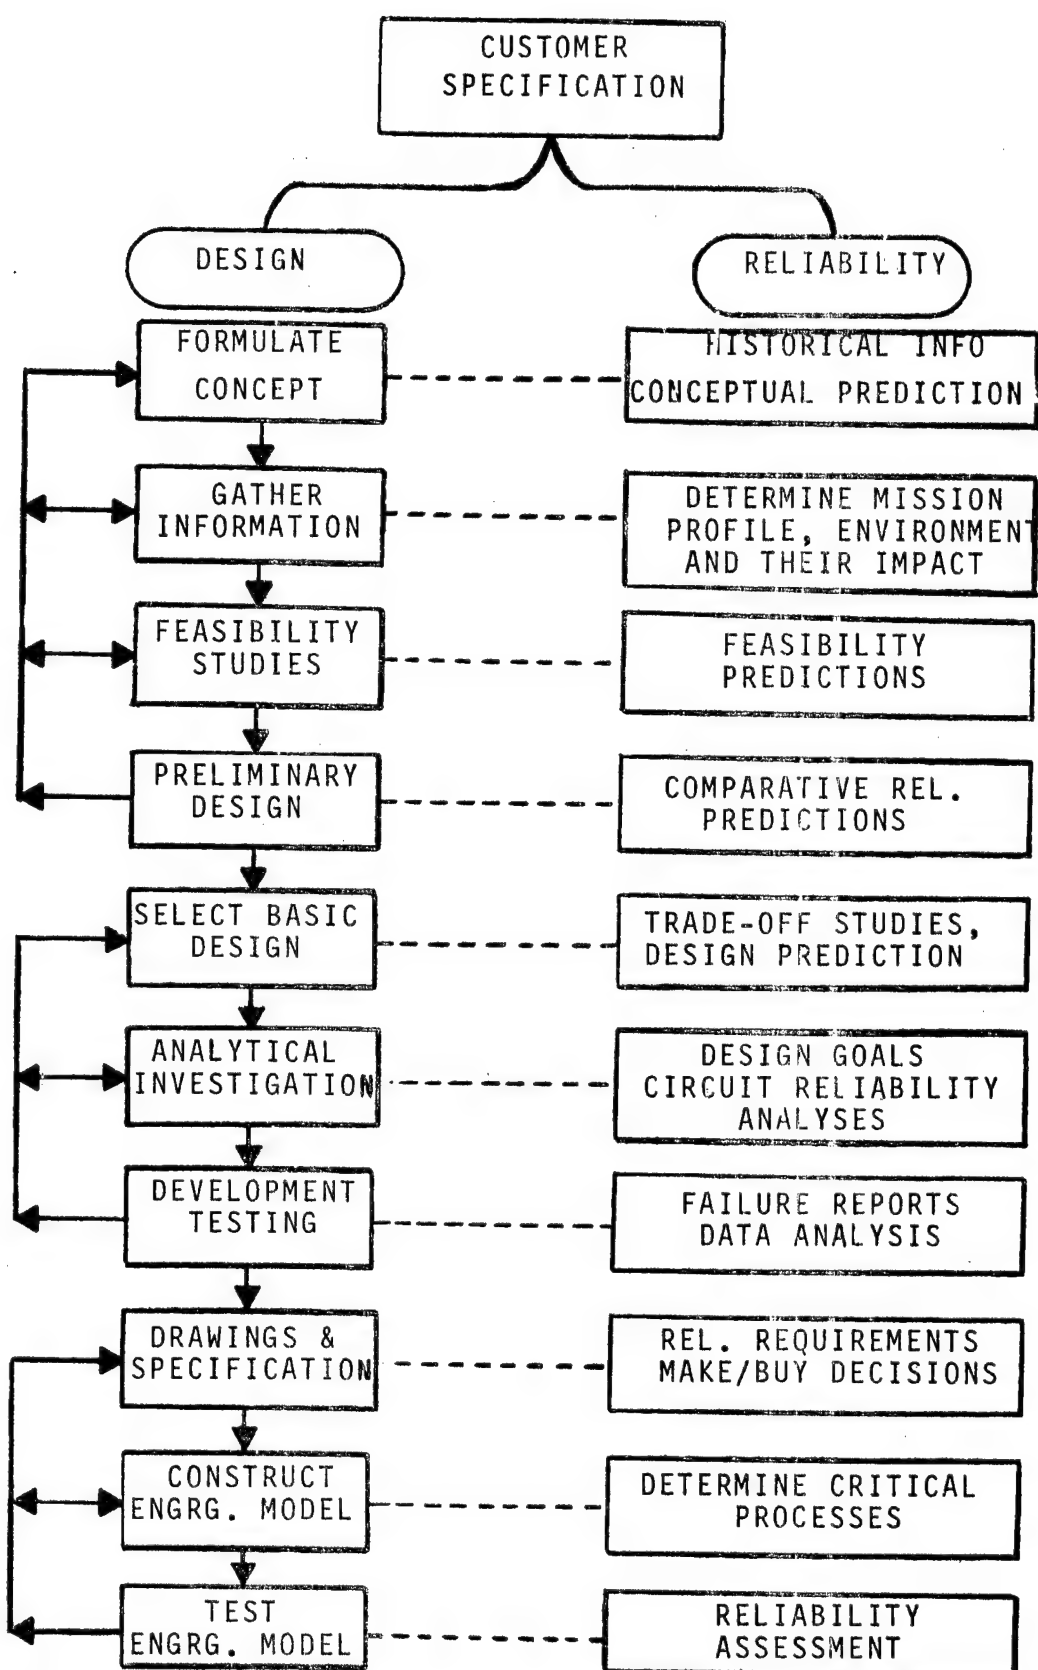 CUSTOMER
SPECIFICATION
DESIGN
RELIABILITY
FORMULATE
CONCEPT
HISTORICAL INFO
CONCEPTUAL PREDICTION
GATHER
INFORMATION
DETERMINE MISSION
PROFILE, ENVIRONMENT
AND THEIR IMPACT
FEASIBILITY
STUDIES
FEASIBILITY
PREDICTIONS
PRELIMINARY
DESIGN
COMPARATIVE REL.
PREDICTIONS
SELECT BASIC
DESIGN
TRADE-OFF STUDIES,
DESIGN PREDICTION
ANALYTICAL
INVESTIGATION
DESIGN GOALS
CIRCUIT RELIABILITY
ANALYSES
DEVELOPMENT
TESTING
FAILURE REPORTS
DATA ANALYSIS
DRAWINGS &
SPECIFICATION
REL. REQUIREMENTS
MAKE/BUY DECISIONS
CONSTRUCT
ENGRG. MODEL
DETERMINE CRITICAL
PROCESSES
TEST
ENGRG. MODEL
RELIABILITY
ASSESSMENT